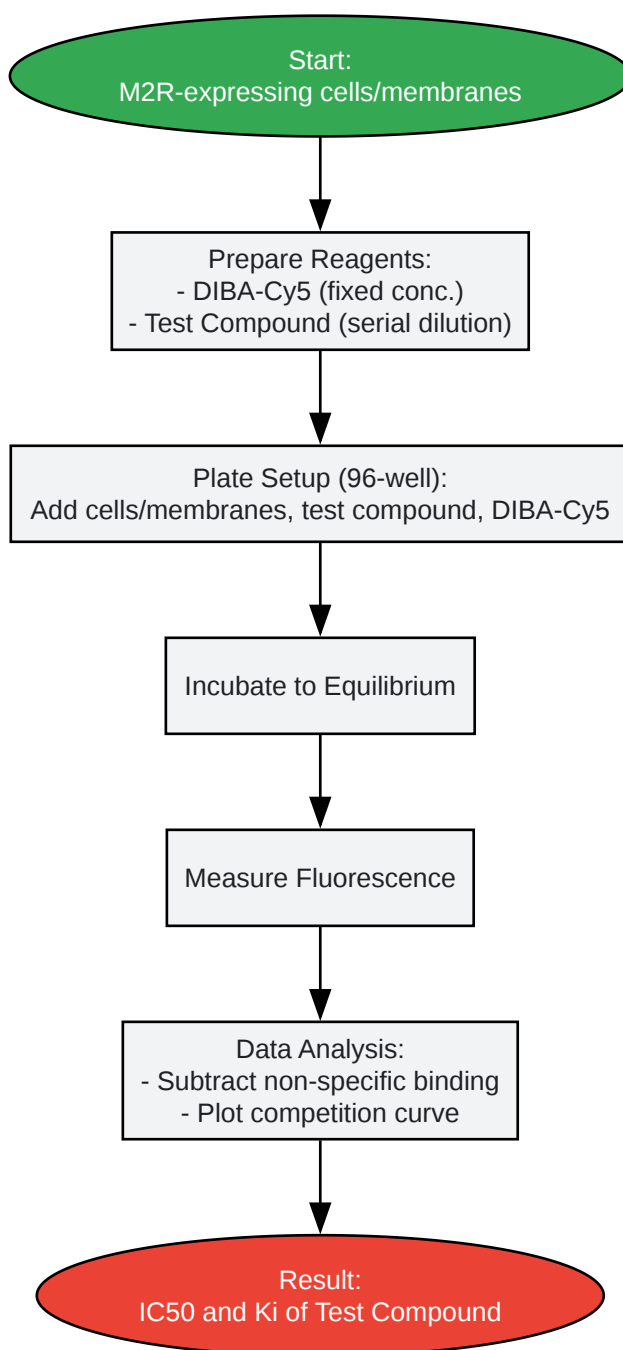 Start:
M2R-expressing cells/membranes
Prepare Reagents:
- DIBA-Cy5 (fixed conc.)
- Test Compound (serial dilution)
Plate Setup (96-well):
Add cells/membranes, test compound, DIBA-Cy5
Incubate to Equilibrium
Measure Fluorescence
Data Analysis:
- Subtract non-specific binding
- Plot competition curve
Result:
IC50 and Ki of Test Compound